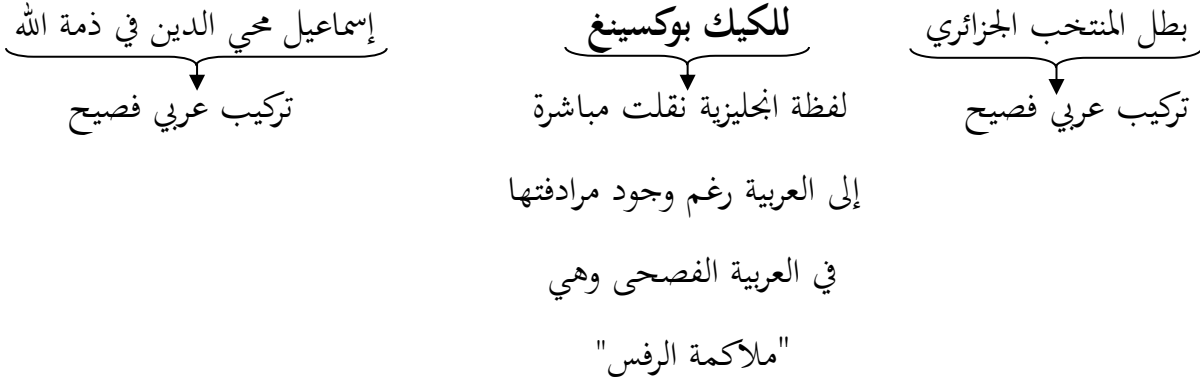 بطل المنتخب الجزائري للكيك بوكسينغ إسماعيل محي الدين في ذمة الله
تركيب عربي فصيح لفظة انجليزية نقلت مباشرة تركيب عربي فصيح
إلى العربية رغم وجود مرادفتها
في العربية الفصحى وهي
"ملاكمة الرفس"